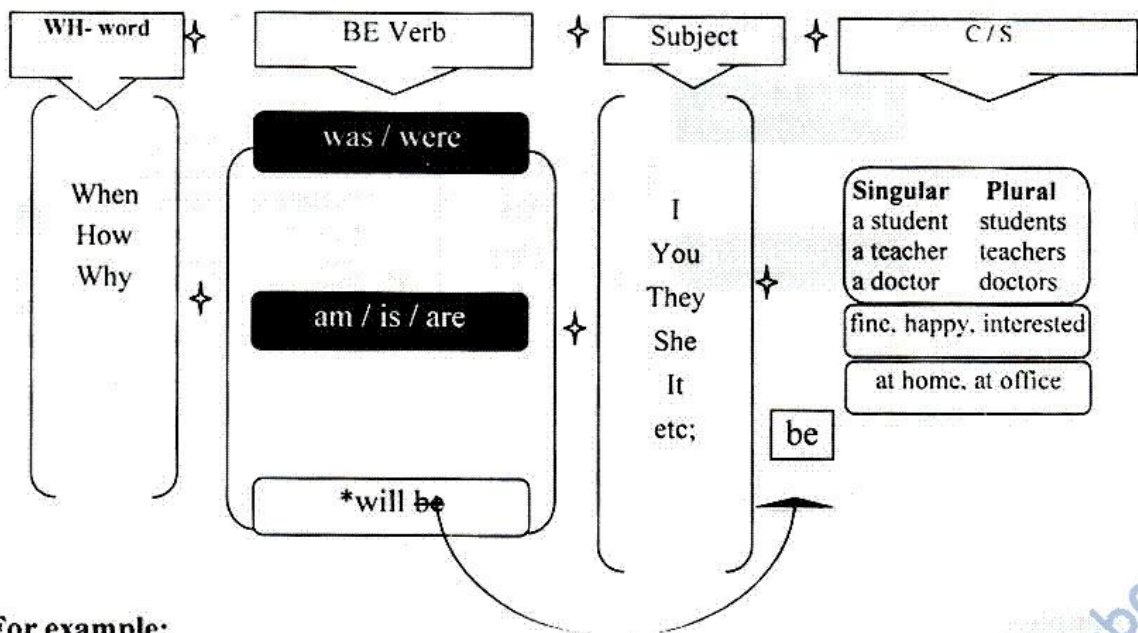 WH- word BE Verb Subject C / S
was / were
When
How
Why
am / is / are
*will be
I
You
They
She
It
etc;
be
Singular Plural
a student students
a teacher teachers
a doctor doctors
fine, happy, interested
at home, at office
For example: